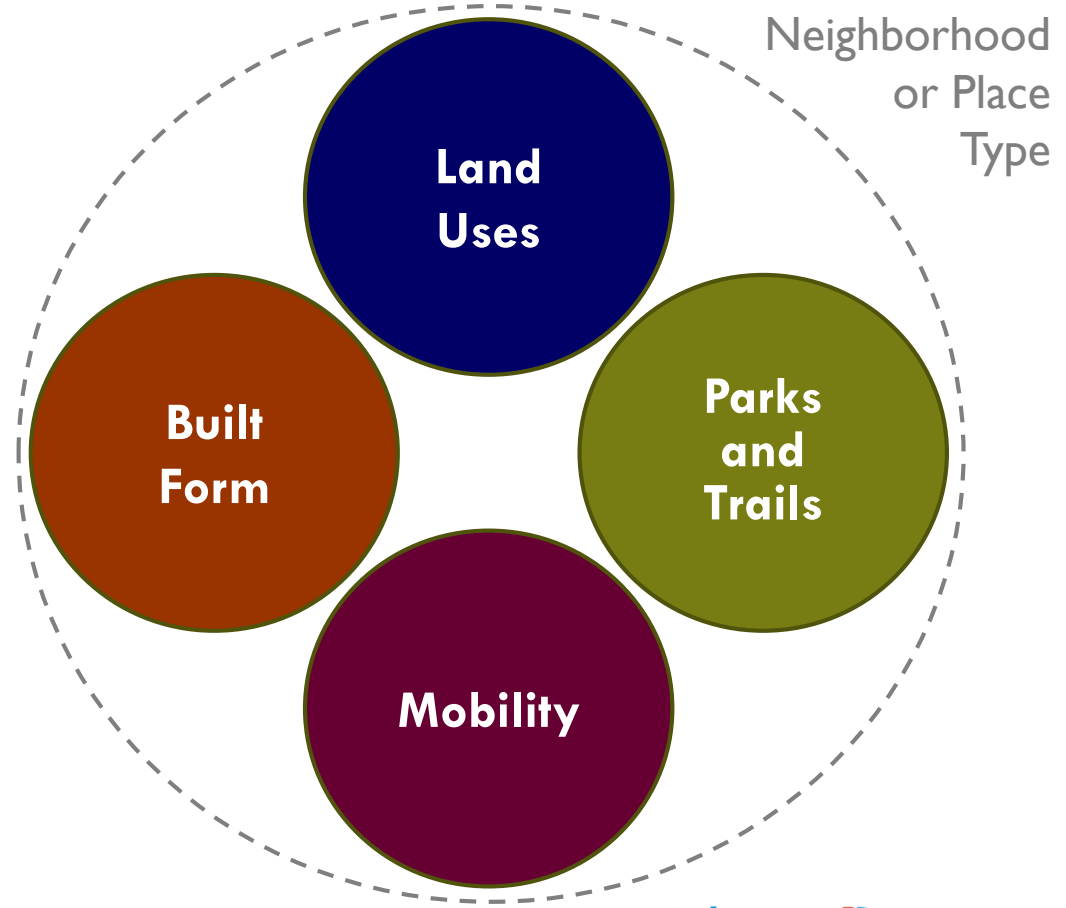 Neighborhood
or Place
Type
Land
Uses
Built
Form
Parks
and
Trails
Mobility